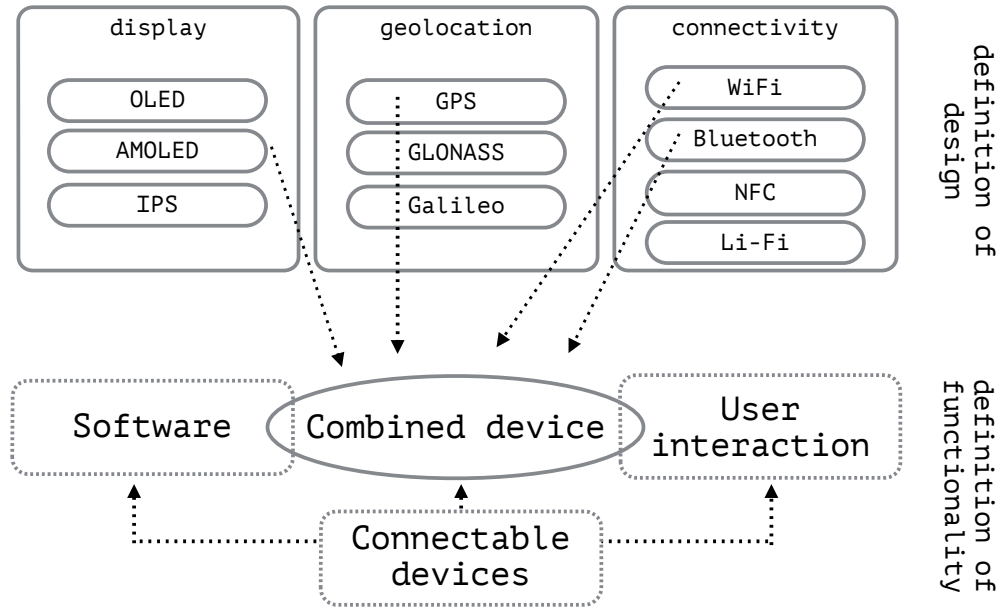 display
OLED
AMOLED
IPS
geolocation
GPS
GLONASS
Galileo
connectivity
WiFi
Bluetooth
NFC
Li-Fi
definition of
design
Software
Combined device
User
interaction
definition of
functionality
Connectable
devices